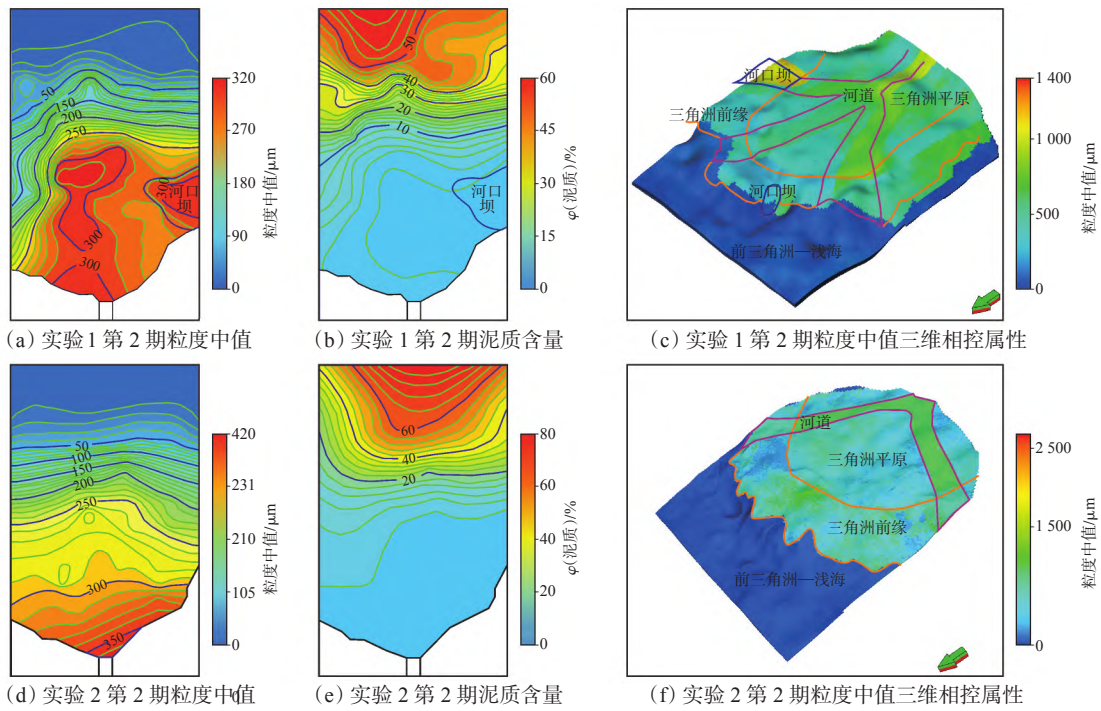 50
150
200
250
300
300
300
河口
坝
320
270
180
90
0
粒度中值/μm
(a) 实验 1 第 2 期粒度中值
50
40
30
20
10
河口
坝
60
45
30
15
0
φ(泥质)/%
(b) 实验 1 第 2 期泥质含量
河口坝
河道
三角洲平原
三角洲前缘
河口坝
前三角洲—浅海
1 400
1 000
500
0
粒度中值/μm
(c) 实验 1 第 2 期粒度中值三维相控属性
50
100
150
200
250
300
350
420
231
210
105
0
粒度中值/μm
(d) 实验 2 第 2 期粒度中值
60
40
20
80
60
40
20
0
φ(泥质)/%
(e) 实验 1 第 2 期泥质含量
河道
三角洲平原
三角洲前缘
前三角洲—浅海
2 500
1 500
0
粒度中值/μm
(f) 实验 2 第 2 期粒度中值三维相控属性